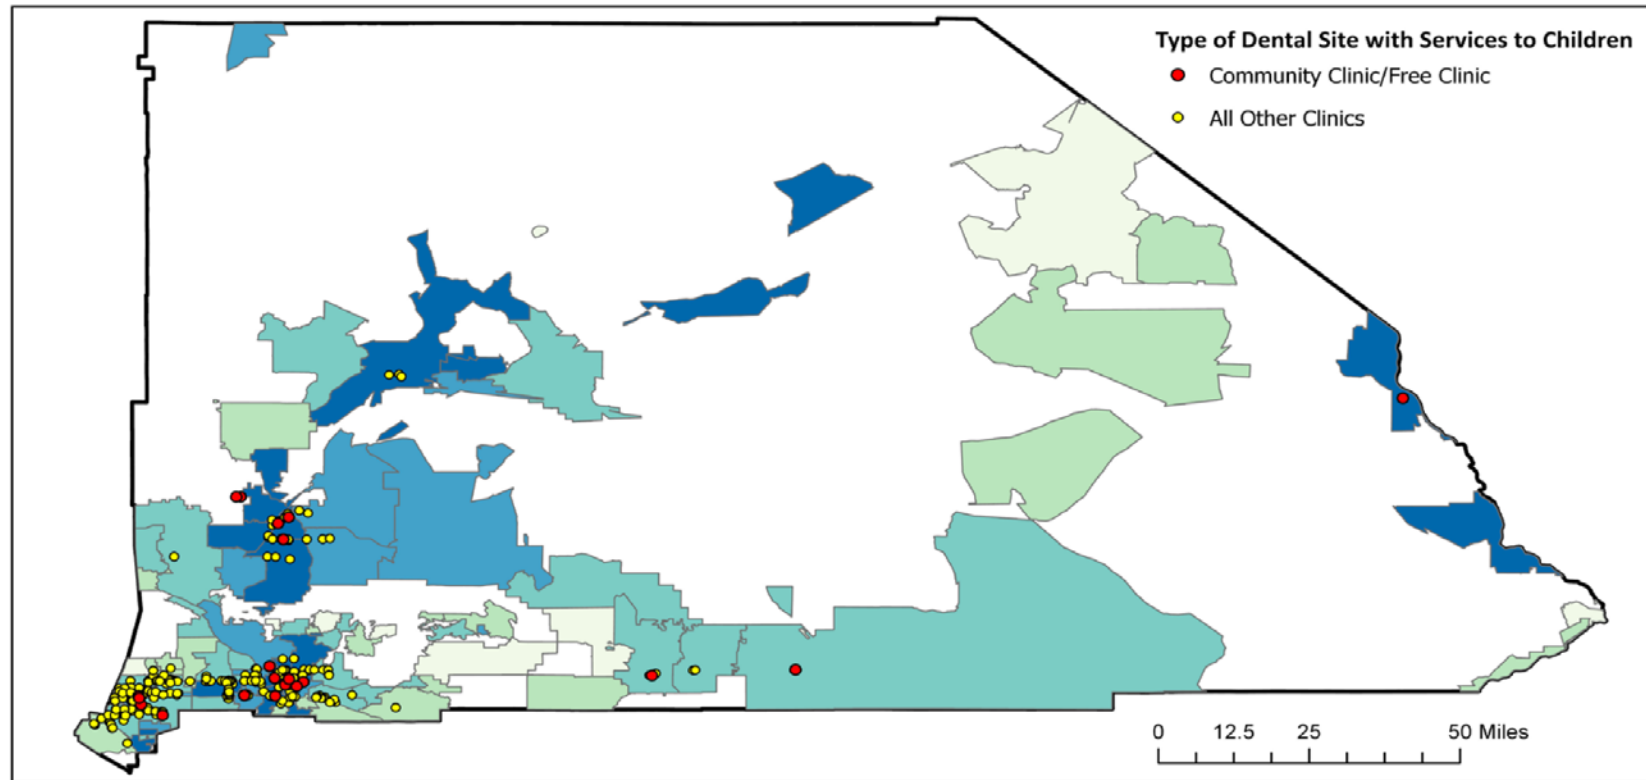 Type of Dental Site with Services to Children
Community Clinic/Free Clinic
All Other Clinics
0 12.5 25 50 Miles